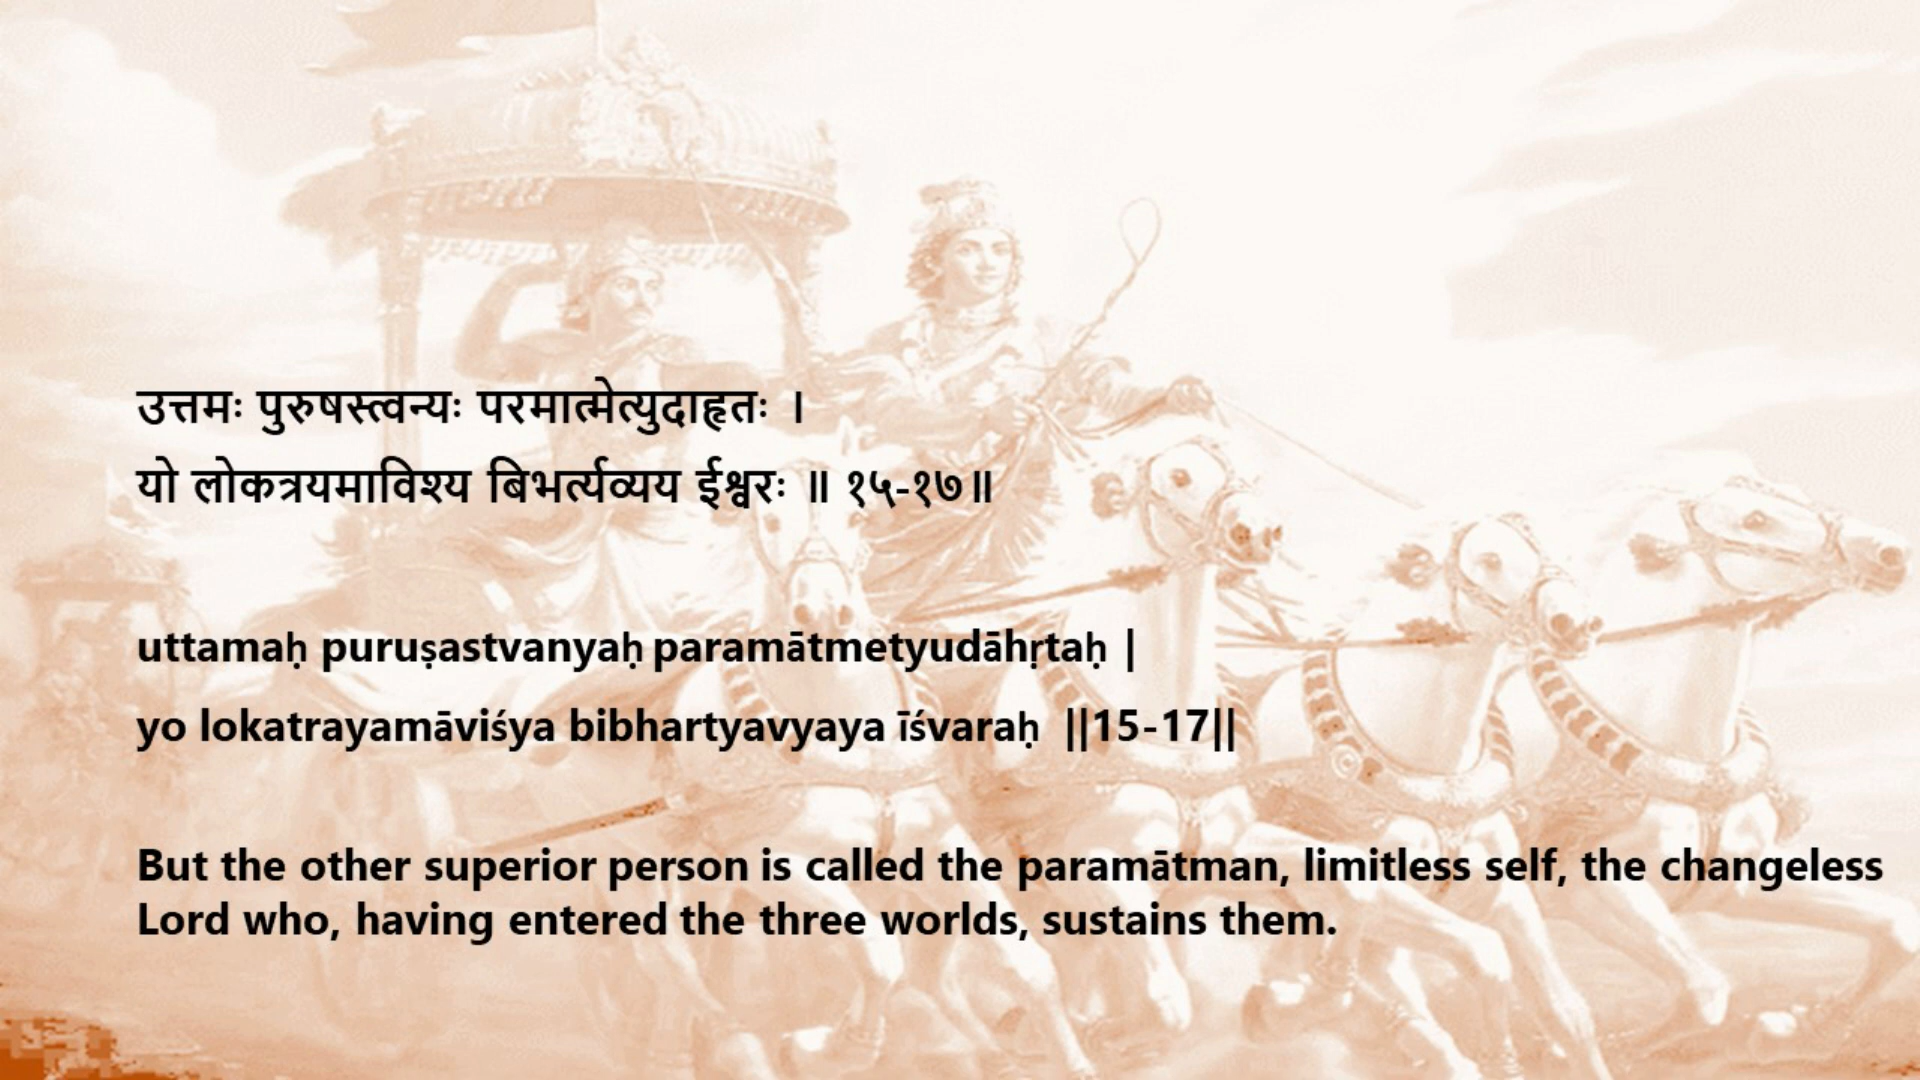 उत्तमः पुरुषस्त्वन्यः परमात्मेत्युदाहृतः ।
यो लोकत्रयमाविश्य बिभर्त्यव्यय ईश्वरः ॥ १५-१७॥
uttamaḥ puruṣastvanyaḥ paramātmetyudāhṛtaḥ |
yo lokatrayamāviśya bibhartyavyaya īśvaraḥ ||15-17||
But the other superior person is called the paramātman, limitless self, the changeless
Lord who, having entered the three worlds, sustains them.